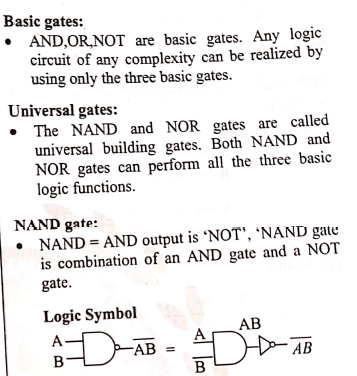 Basic gates:
• AND,OR,NOT are basic gates. Any logic
circuit of any complexity can be realized by
using only the three basic gates.
Universal gates:
• The NAND and NOR gates are called
universal building gates. Both NAND and
NOR gates can perform all the three basic
logic functions.
NAND gate:
• NAND = AND output is ‘NOT’, ‘NAND gate
is combination of an AND gate and a NOT
gate.
Logic Symbol
A
B
A̅B̅ =
A
B
AB
A̅B̅